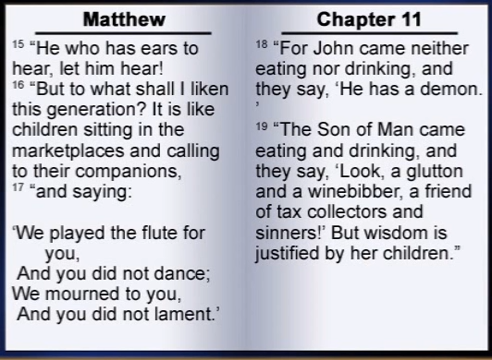 Matthew
15 “He who has ears to
hear, let him hear!
16 “But to what shall I liken
this generation? It is like
children sitting in the
marketplaces and calling
to their companions,
17 “and saying:
‘We played the flute for
you,
And you did not dance;
We mourned to you,
And you did not lament.’
Chapter 11
18 “For John came neither
eating nor drinking, and
they say, ‘He has a demon.
’
19 “The Son of Man came
eating and drinking, and
they say, ‘Look, a glutton
and a winebibber, a friend
of tax collectors and
sinners!’ But wisdom is
justified by her children.”